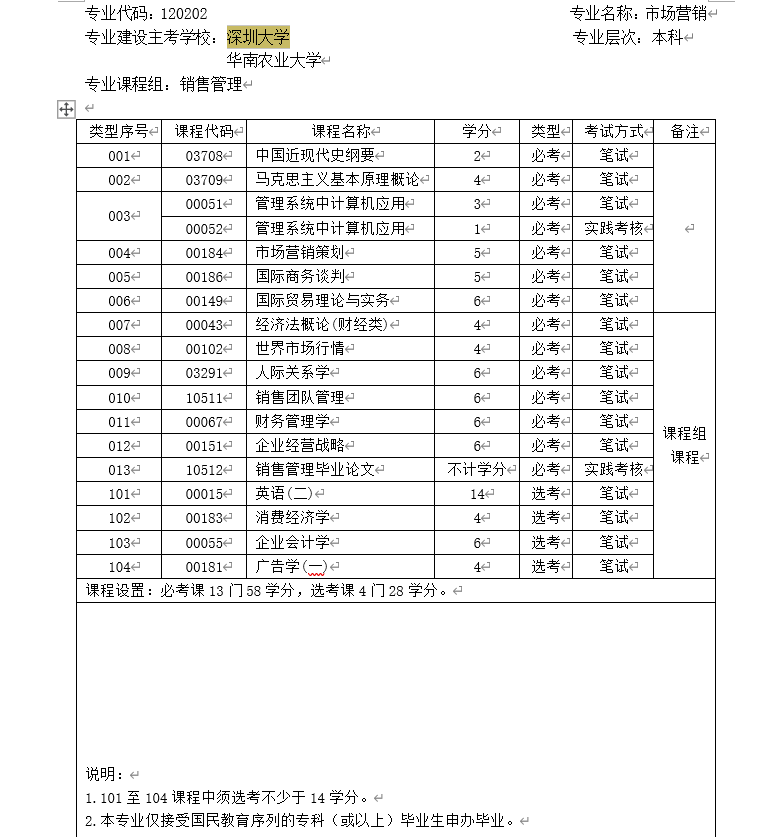 专业代码：120202 专业名称：市场营销
专业建设主考学校：深圳大学 专业层次：本科
华南农业大学
专业课程组：销售管理
类型序号 课程代码 课程名称 学分 类型 考试方式 备注
001 03708 中国近现代史纲要 2 必考 笔试
002 03709 马克思主义基本原理概论 4 必考 笔试
003 00051 管理系统中计算机应用 3 必考 笔试
00052 管理系统中计算机应用 1 必考 实践考核
004 00184 市场营销策划 5 必考 笔试
005 00186 国际商务谈判 5 必考 笔试
006 00149 国际贸易理论与实务 6 必考 笔试
007 00043 经济法概论(财经类) 4 必考 笔试
008 00102 世界市场行情 4 必考 笔试
009 03291 人际关系学 6 必考 笔试
010 10511 销售团队管理 6 必考 笔试
011 00067 财务管理学 6 必考 笔试
012 00151 企业经营战略 6 必考 笔试
课程组
课程
013 10512 销售管理毕业论文 不计学分 必考 实践考核
101 00015 英语(二) 14 选考 笔试
102 00183 消费经济学 4 选考 笔试
103 00055 企业会计学 6 选考 笔试
104 00181 广告学(一) 4 选考 笔试
课程设置：必考课 13 门 58 学分，选考课 4 门 28 学分。
说明：
1.101 至 104 课程中须选考不少于 14 学分。
2.本专业仅接受国民教育序列的专科（或以上）毕业生申办毕业。